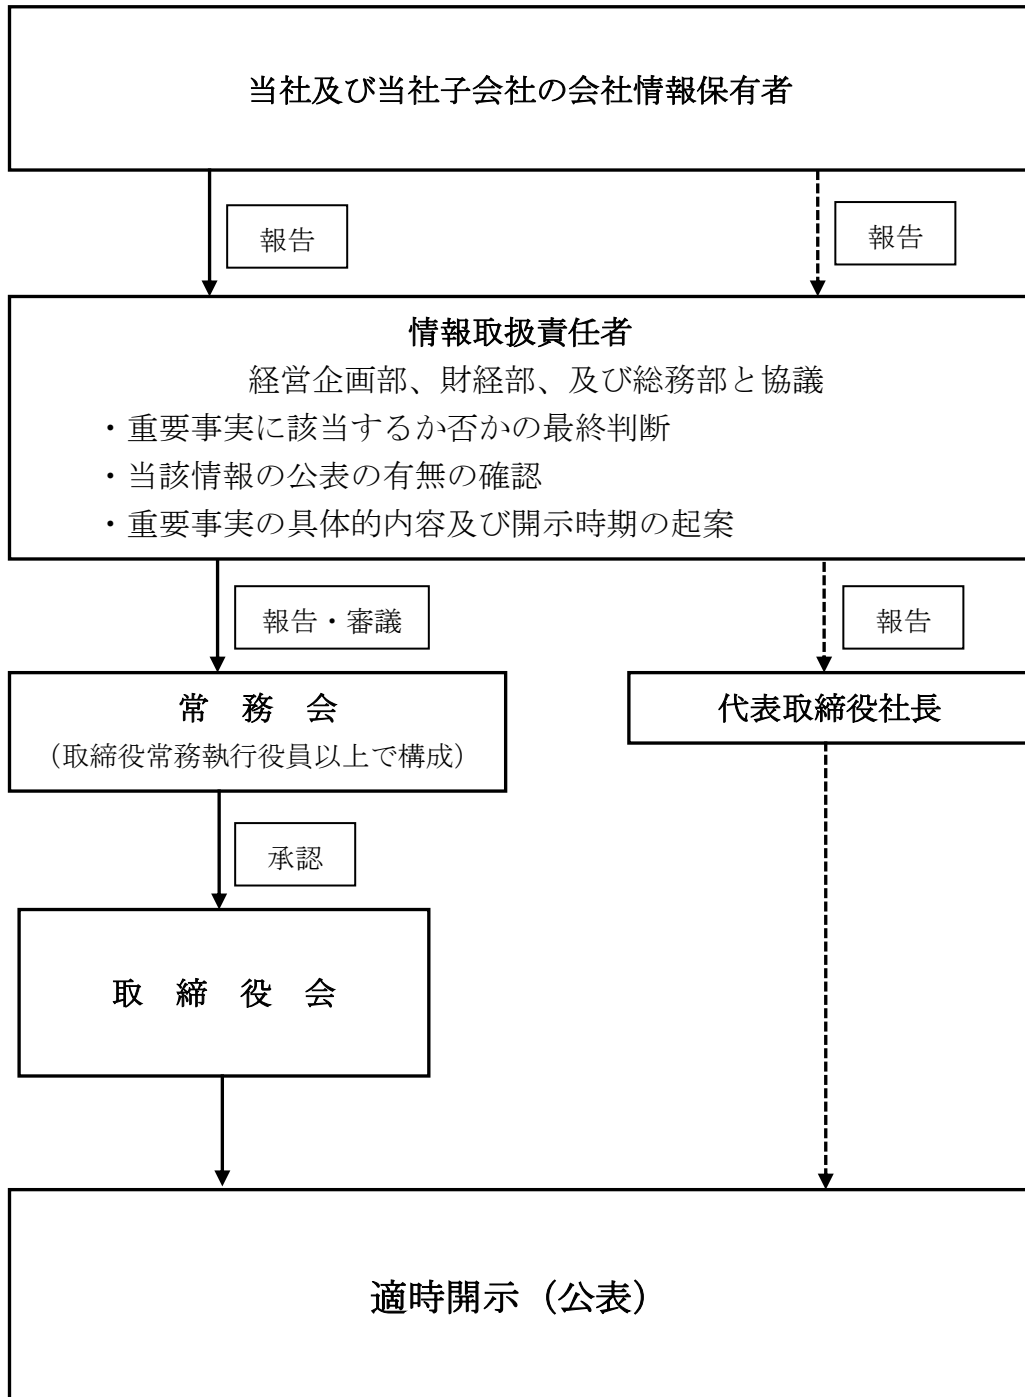 当社及び当社子会社の会社情報保有者
報告
報告
情報取扱責任者
経営企画部、財経部、及び総務部と協議
・重要事実に該当するか否かの最終判断
・当該情報の公表の有無の確認
・重要事実の具体的内容及び開示時期の起案
報告・審議
報告
常　務　会
（取締役常務執行役員以上で構成）
代表取締役社長
承認
取　締　役　会
適時開示（公表）